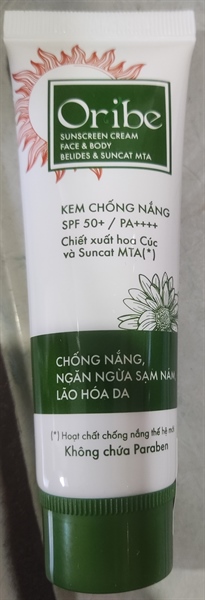 Oribe
SUNSCREEN CREAM
FACE & BODY
BELIDES & SUNCAT MTA
KEM CHỐNG NẮNG
SPF 50+ / PA++++
Chiết xuất hoa Cúc
và Suncat MTA(*)
CHỐNG NẮNG,
NGĂN NGỪA SẠM NÁM
LÃO HÓA DA
(*) Hoạt chất chống nắng thế hệ mới
Không chứa Paraben